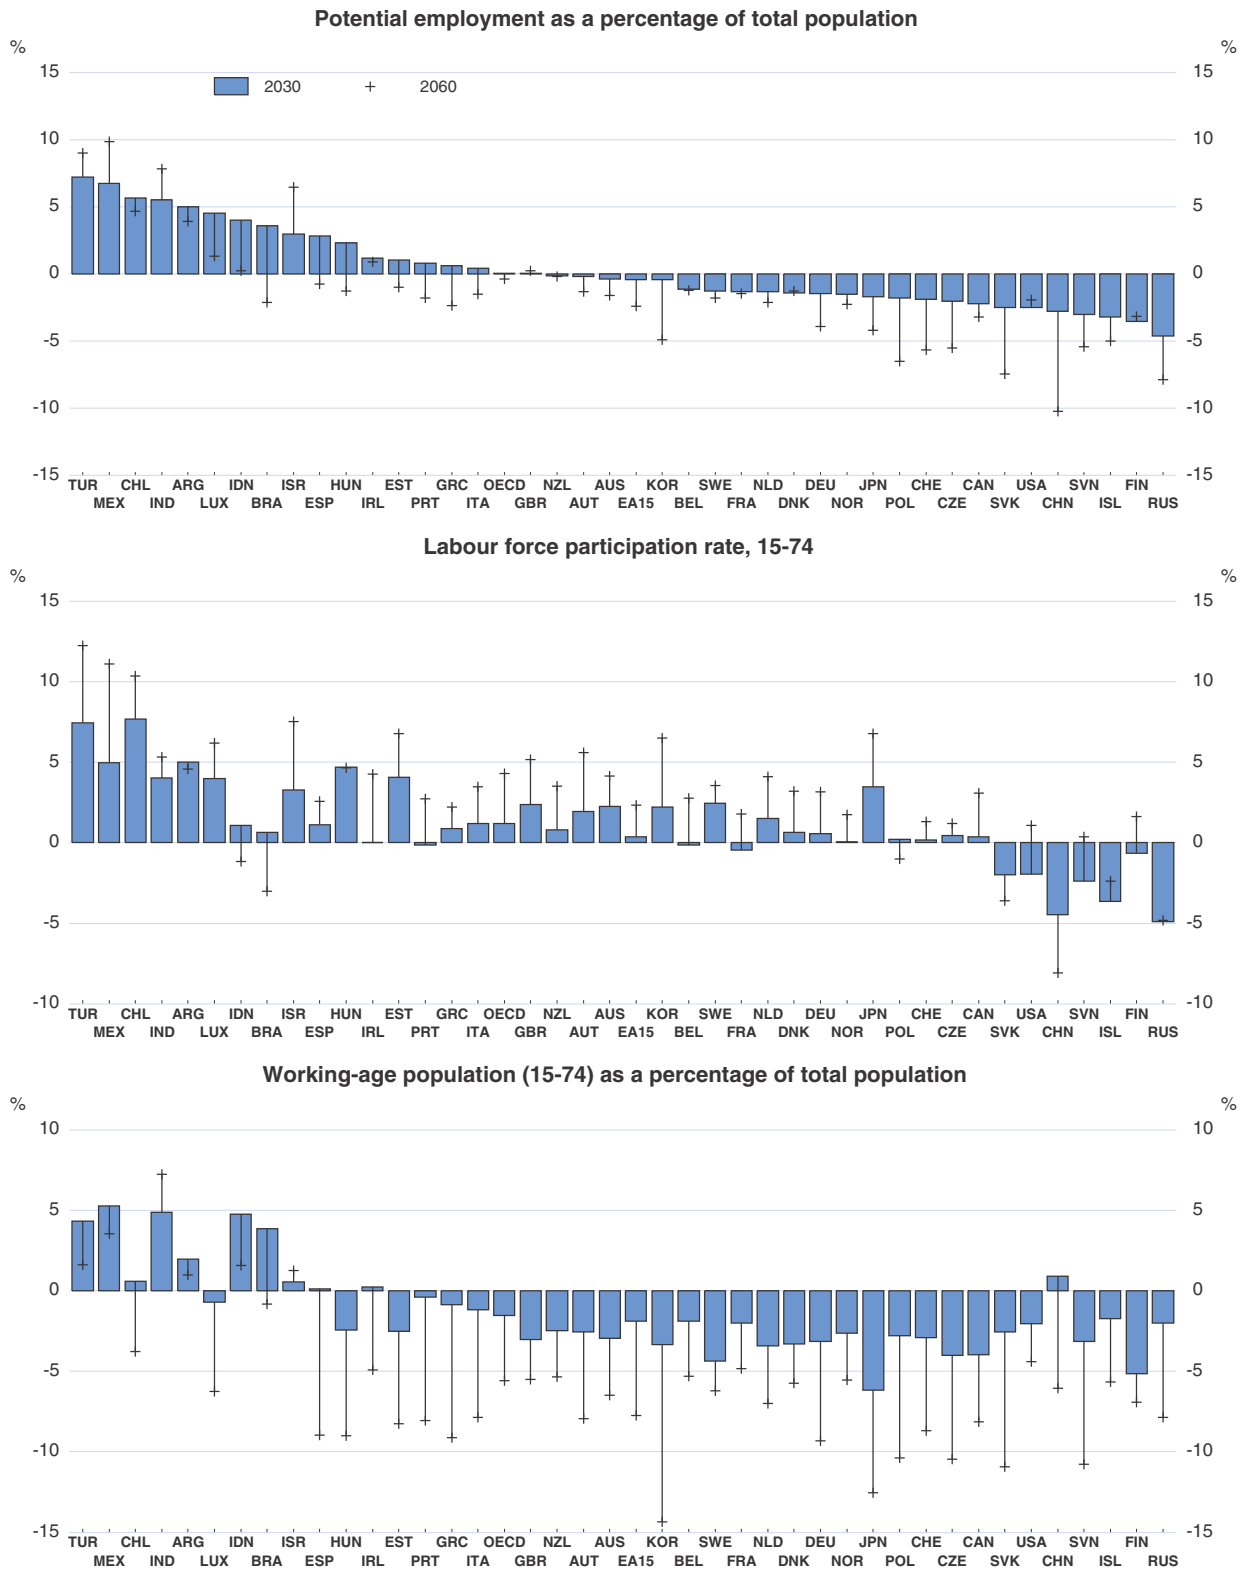 Potential employment as a percentage of total population
% %
15 15
2030 2060
10 10
5 5
0 0
-5 -5
-10 -10
-15 -15
TUR CHL ARG IDN ISR HUN EST GRC OECD NZL AUS KOR SWE NLD DEU JPN CHE CAN USA SVN FIN
MEX IND LUX BRA ESP IRL PRT ITA GBR AUT EA15 BEL FRA DNK NOR POL CZE SVK CHN ISL RUS
Labour force participation rate, 15-74
% %
15 15
10 10
5 5
0 0
-5 -5
-10 -10
TUR CHL ARG IDN ISR HUN EST GRC OECD NZL AUS KOR SWE NLD DEU JPN CHE CAN USA SVN FIN
MEX IND LUX BRA ESP IRL PRT ITA GBR AUT EA15 BEL FRA DNK NOR POL CZE SVK CHN ISL RUS
Working-age population (15-74) as a percentage of total population
% %
10 10
5 5
0 0
-5 -5
-10 -10
-15 -15
TUR CHL ARG IDN ISR HUN EST GRC OECD NZL AUS KOR SWE NLD DEU JPN CHE CAN USA SVN FIN
MEX IND LUX BRA ESP IRL PRT ITA GBR AUT EA15 BEL FRA DNK NOR POL CZE SVK CHN ISL RUS